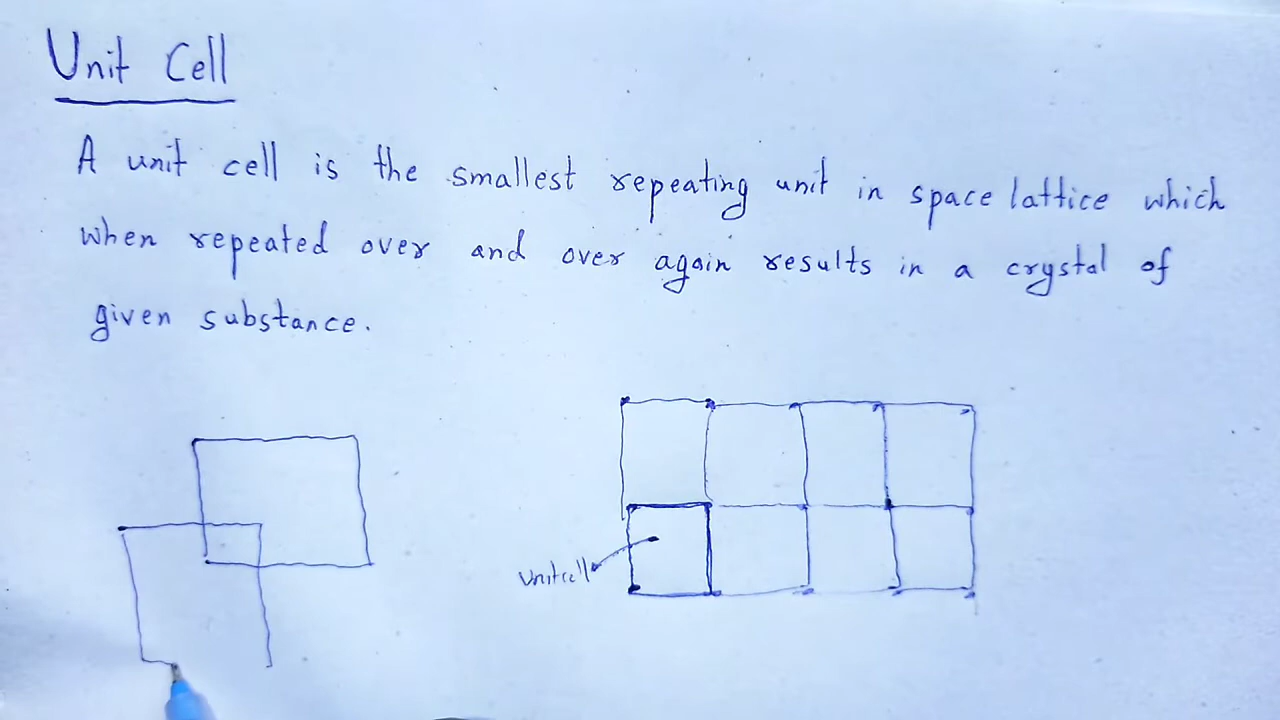 Unit Cell
A unit cell is the smallest repeating unit in space lattice which
when repeated over and over again results in a crystal of
given substance.
Unitcell